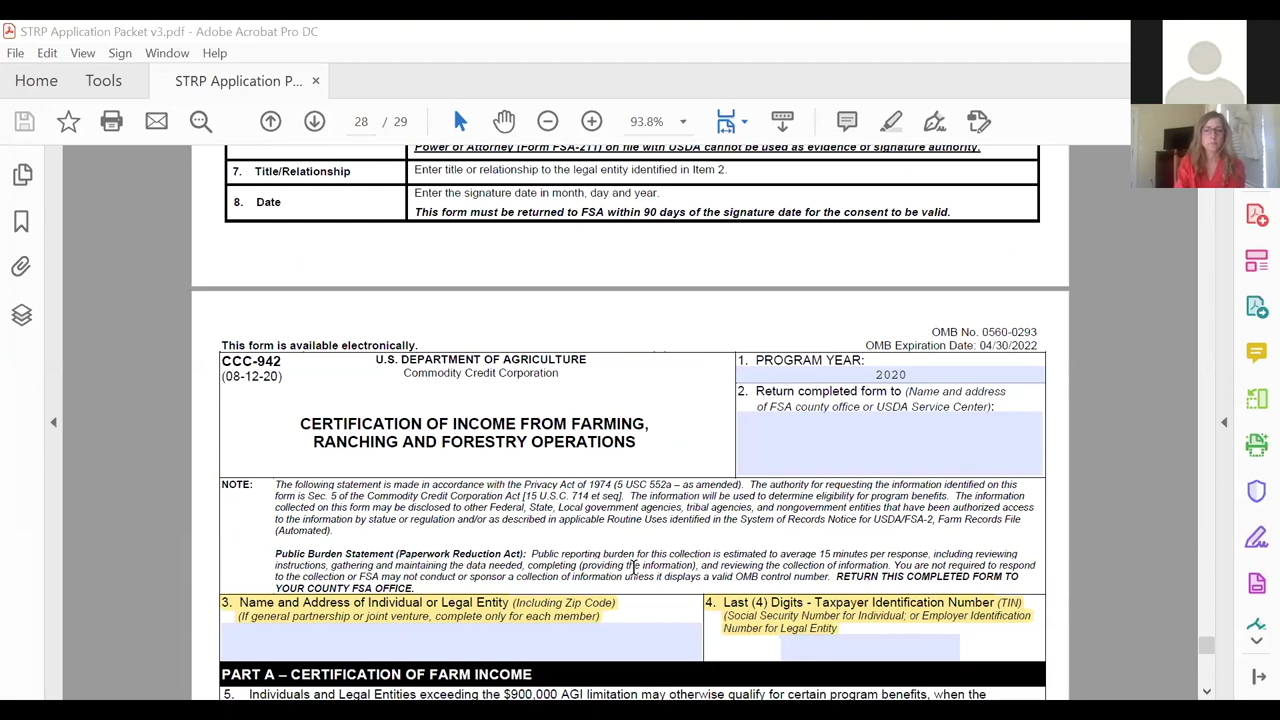 STRP Application Packet v3.pdf - Adobe Acrobat Pro DC
File Edit View Sign Window Help
Home Tools STRP Application P... ×
28 / 29 93.8%
Power of Attorney (Form FSA-211) on file with USDA cannot be used as evidence of signature authority.
7. Title/Relationship Enter title or relationship to the legal entity identified in Item 2.
8. Date Enter the signature date in month, day and year.
This form must be returned to FSA within 90 days of the signature date for the consent to be valid.
OMB No. 0560-0293
This form is available electronically. OMB Expiration Date: 04/30/2022
CCC-942 U.S. DEPARTMENT OF AGRICULTURE
(08-12-20) Commodity Credit Corporation
1. PROGRAM YEAR:
2020
2. Return completed form to (Name and address
of FSA county office or USDA Service Center):
CERTIFICATION OF INCOME FROM FARMING,
RANCHING AND FORESTRY OPERATIONS
NOTE: The following statement is made in accordance with the Privacy Act of 1974 (5 USC 552a – as amended). The authority for requesting the information identified on this
form is Sec. 5 of the Commodity Credit Corporation Act [15 U.S.C. 714 et seq]. The information will be used to determine eligibility for program benefits. The information
collected on this form may be disclosed to other Federal, State, Local government agencies, tribal agencies, and nongovernment entities that have been authorized access
to the information by statue or regulation and/or as described in applicable Routine Uses identified in the System of Records Notice for USDA/FSA-2, Farm Records File
(Automated).
Public Burden Statement (Paperwork Reduction Act): Public reporting burden for this collection is estimated to average 15 minutes per response, including reviewing
instructions, gathering and maintaining the data needed, completing (providing the information), and reviewing the collection of information. You are not required to respond
to the collection or FSA may not conduct or sponsor a collection of information unless it displays a valid OMB control number. RETURN THIS COMPLETED FORM TO
YOUR COUNTY FSA OFFICE.
3. Name and Address of Individual or Legal Entity (Including Zip Code)
(If general partnership or joint venture, complete only for each member)
4. Last (4) Digits - Taxpayer Identification Number (TIN)
(Social Security Number for Individual; or Employer Identification
Number for Legal Entity
PART A – CERTIFICATION OF FARM INCOME
5. Individuals and Legal Entities exceeding the $900,000 AGI limitation may otherwise qualify for certain program benefits, when the